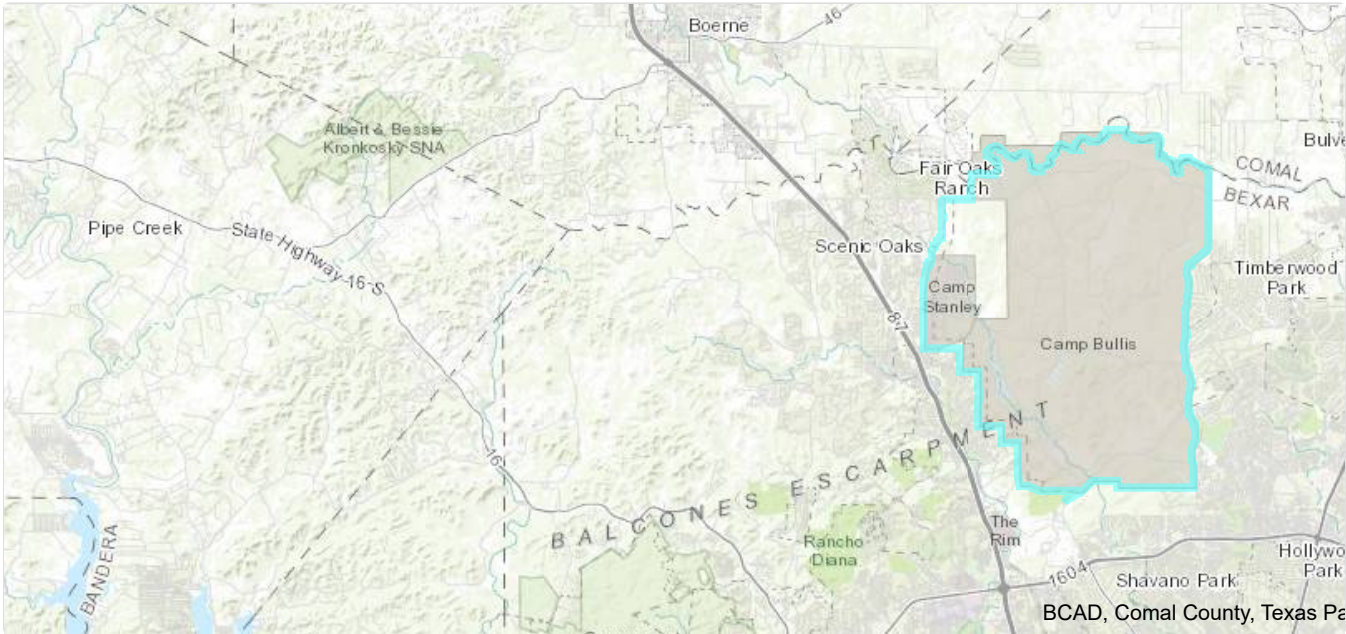 Boerne
46
Albert & Bessie
Kronkosky SNA
Bulve
COMAL
BEXAR
Fair Oaks
Ranch
Pipe Creek
State Highway 16 S
Scenic Oaks
Timberwood
Park
Camp
Stanley
87
Camp Bullis
BALCONES ESCARPMENT
16
BANDERA
The
Rim
Rancho
Diana
Hollywo
Park
1604
Shavano Park
BCAD, Comal County, Texas Pa